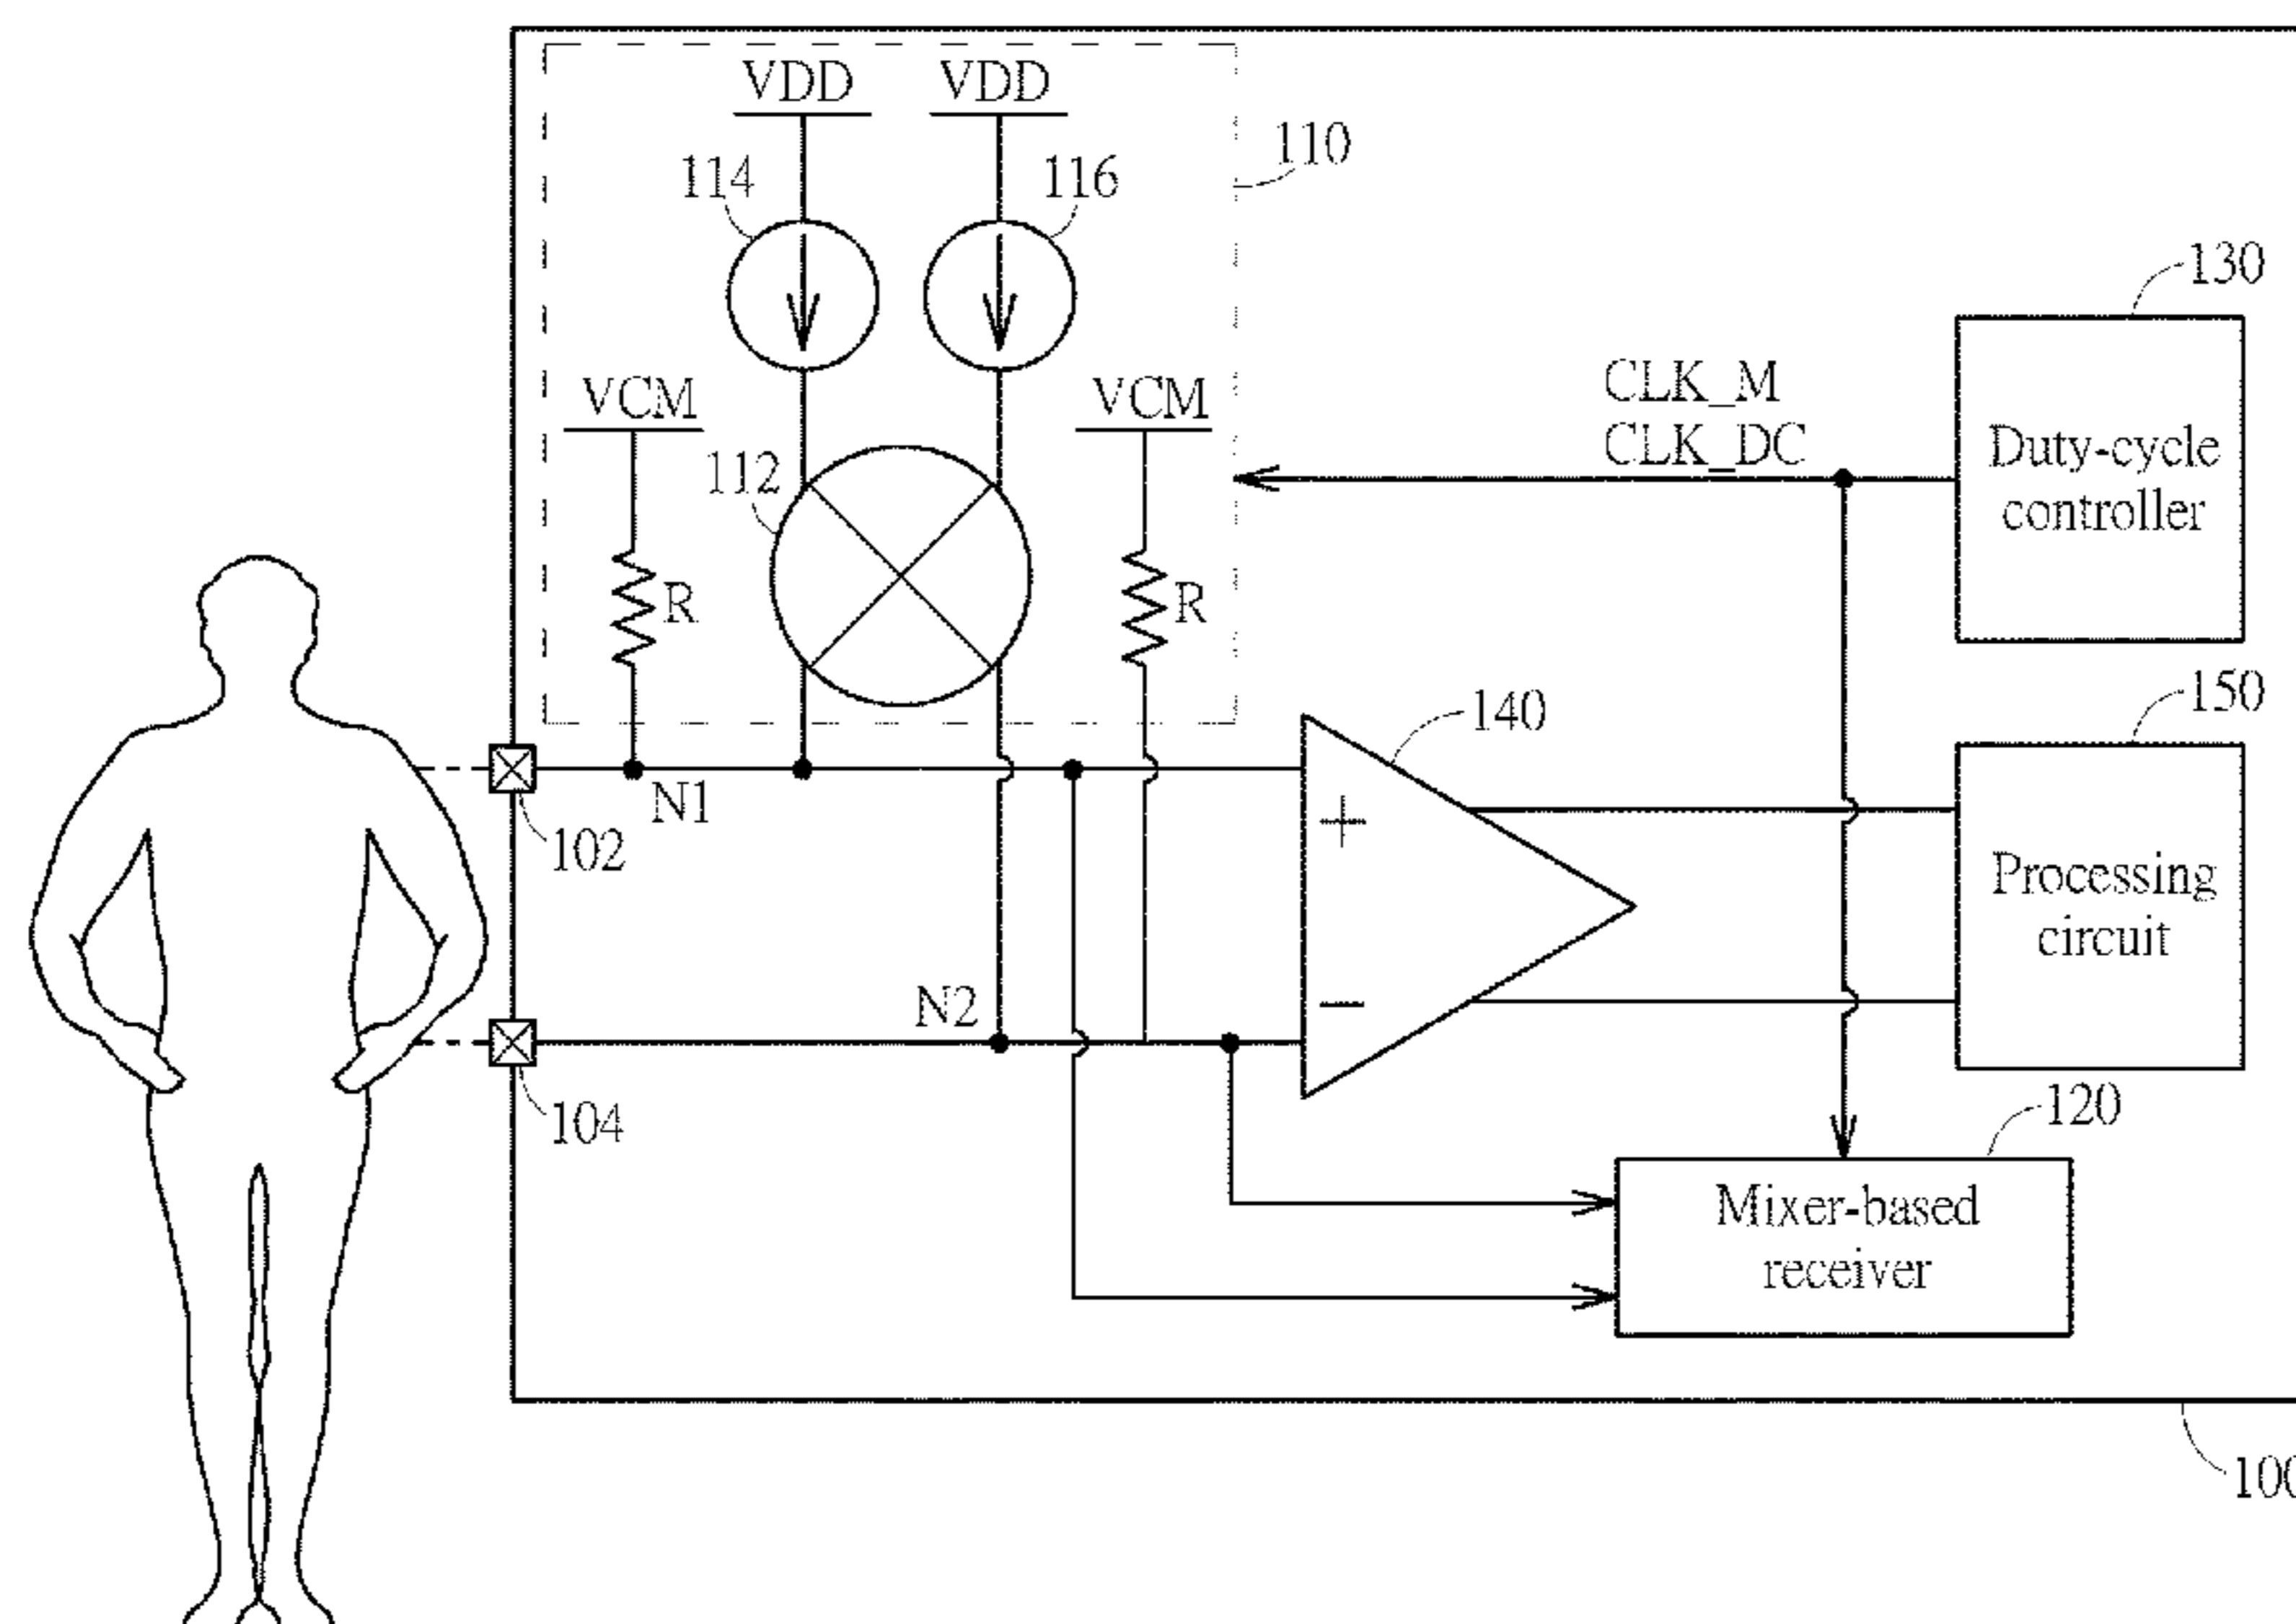 VDD
VDD
114
116
110
130
VCM
VCM
CLK_M
CLK_DC
Duty-cycle
controller
112
R
R
140
150
N1
102
Processing
circuit
N2
104
120
Mixer-based
receiver
+
−